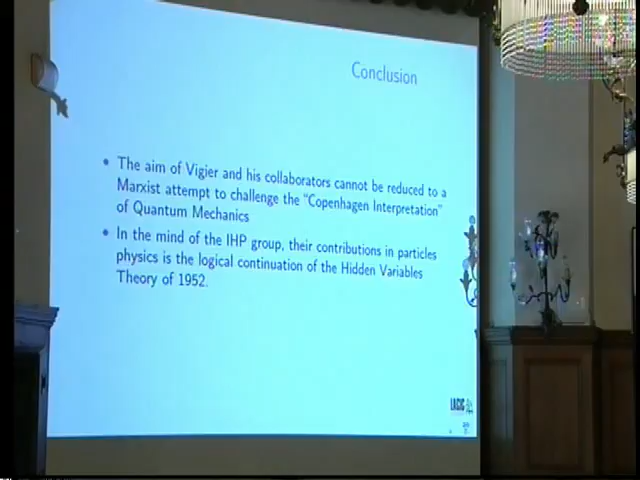 Conclusion
• The aim of Vigier and his collaborators cannot be reduced to a
Marxist attempt to challenge the "Copenhagen Interpretation"
of Quantum Mechanics
• In the mind of the IHP group, their contributions in particles
physics is the logical continuation of the Hidden Variables
Theory of 1952.